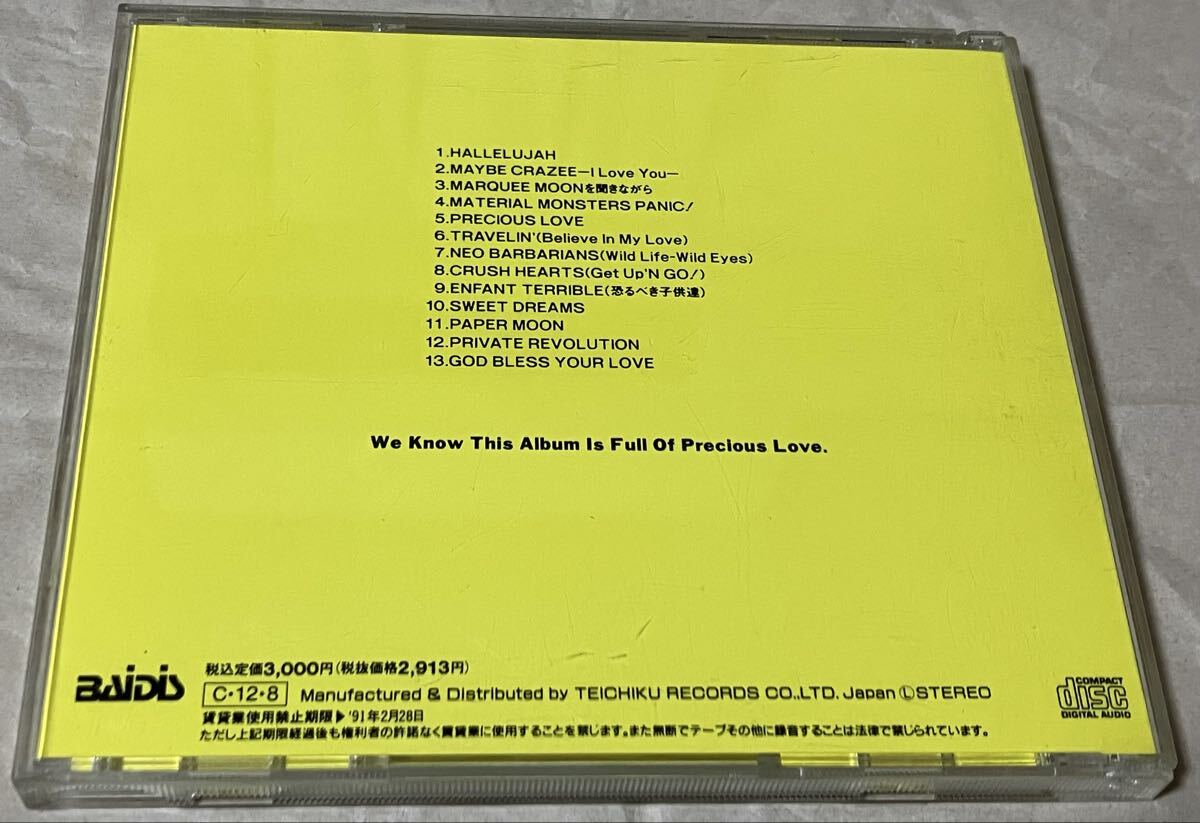 1.HALLELUJAH
2.MAYBE CRAZEE—I Love You—
3.MARQUEE MOONを聞きながら
4.MATERIAL MONSTERS PANIC!
5.PRECIOUS LOVE
6.TRAVELIN'(Believe In My Love)
7.NEO BARBARIANS(Wild Life-Wild Eyes)
8.CRUSH HEARTS(Get Up'N GO!)
9.ENFANT TERRIBLE(恐るべき子供達)
10.SWEET DREAMS
11.PAPER MOON
12.PRIVATE REVOLUTION
13.GOD BLESS YOUR LOVE
We Know This Album Is Full Of Precious Love.
BAIDIS
税込定価3,000円(税抜価格2,913円)
C・12・8 Manufactured & Distributed by TEICHIKU RECORDS CO.,LTD. Japan Ⓛ STEREO
賃貸業使用禁止期限▶'91年2月28日
ただし上記期限経過後も権利者の許諾なく賃貸業に使用することを禁じます。また無断でテープその他に録音することは法律で禁じられています。
COMPACT
disc
DIGITAL AUDIO